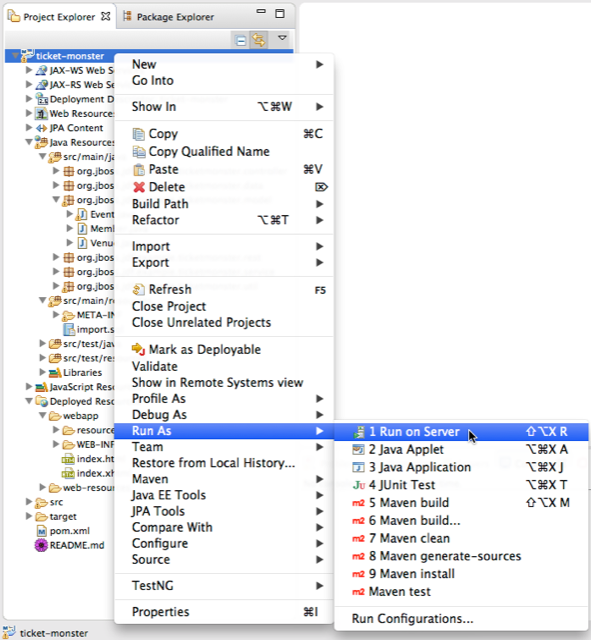 Project Explorer
Package Explorer
ticket-monster
JAX-WS Web S
JAX-RS Web Se
Deployment D
Web Resources
JPA Content
Java Resources
src/main/ja
org.jbos
org.jbos
org.jbos
Event
Mem
Venu
org.jbos
org.jbos
org.jbos
src/main/re
META-IN
import.s
src/test/jav
src/test/res
Libraries
JavaScript Reso
Deployed Reso
webapp
resource
WEB-INF
index.ht
index.xh
web-resour
src
target
pom.xml
README.md
New
Go Into
Show In ⌥⌘W
Copy ⌘C
Copy Qualified Name
Paste ⌘V
Delete ⌦
Build Path
Refactor ⌥⌘T
Import
Export
Refresh F5
Close Project
Close Unrelated Projects
Mark as Deployable
Validate
Show in Remote Systems view
Profile As
Debug As
Run As
Team
Restore from Local History...
Maven
Java EE Tools
JPA Tools
Compare With
Configure
Source
TestNG
Properties ⌘I
1 Run on Server ⇧⌥X R
2 Java Applet ⌥⌘X A
3 Java Application ⌥⌘X J
Ju 4 JUnit Test ⌥⌘X T
m2 5 Maven build ⇧⌥X M
m2 6 Maven build...
m2 7 Maven clean
m2 8 Maven generate-sources
m2 9 Maven install
m2 Maven test
Run Configurations...
ticket-monster